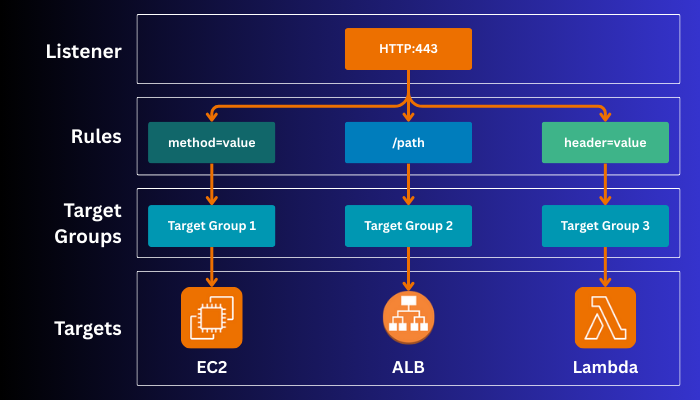 Listener
HTTP:443
Rules
method=value
/path
header=value
Target
Groups
Target Group 1
Target Group 2
Target Group 3
Targets
EC2
ALB
Lambda